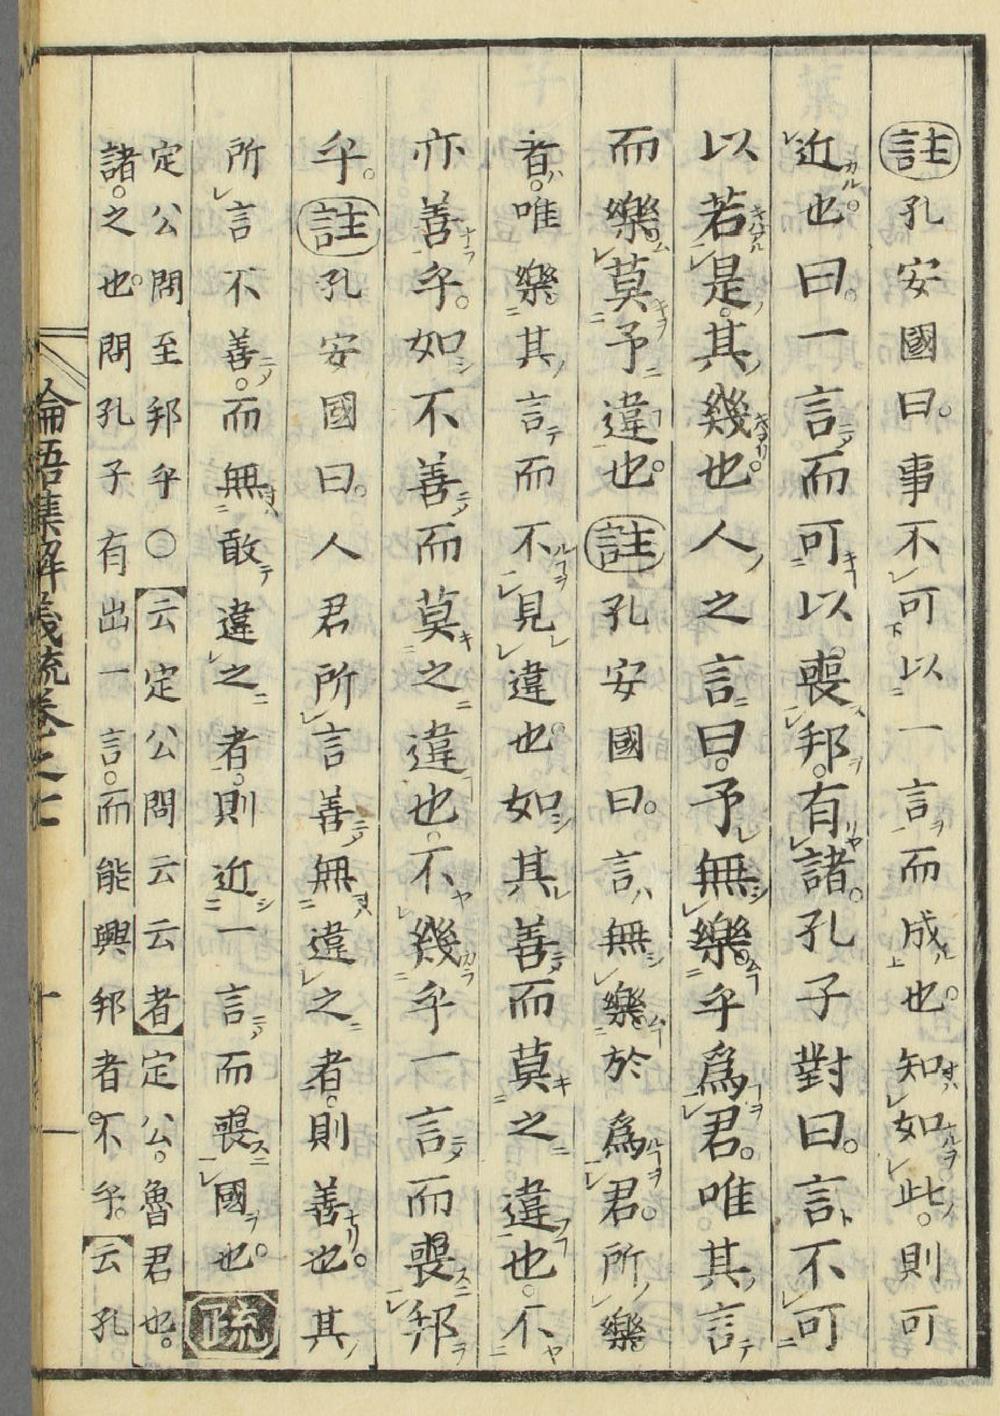 註孔安國曰。事不可以一言而成也。知如此。則可
近也。曰。一言而可以喪邦。有諸。孔子對曰。言不可
以若是。其幾也人之言曰。予無樂乎爲君。唯其言
而樂。莫予違也。註孔安國曰。言無樂於爲君。所樂
者。唯樂其言而不見違也。如其善而莫之違也。不
亦善乎。如不善而莫之違也。不幾乎一言而喪邦
乎。註孔安國曰。人君所言善無違之者。則善也。其
所言不善。而無敢違之者。則近一言而喪國也。疏
定公問至邦乎〇云定公問云云者定公。魯君也。
諸。之也。問孔子有出一言。而能興邦者。不乎。云孔
論語集解義疏卷之七